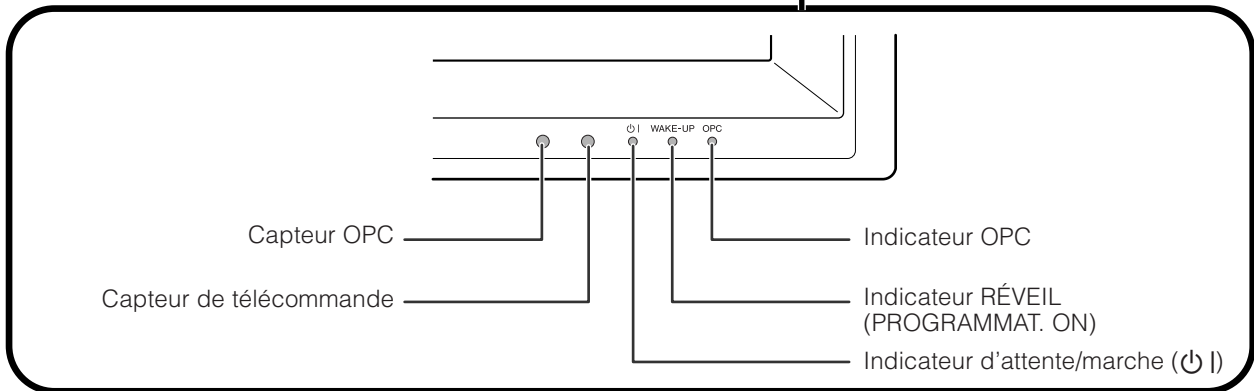 ⏻ | WAKE-UP OPC
Capteur OPC
Indicateur OPC
Capteur de télécommande
Indicateur RÉVEIL
(PROGRAMMAT. ON)
Indicateur d'attente/marche (⏻ |)